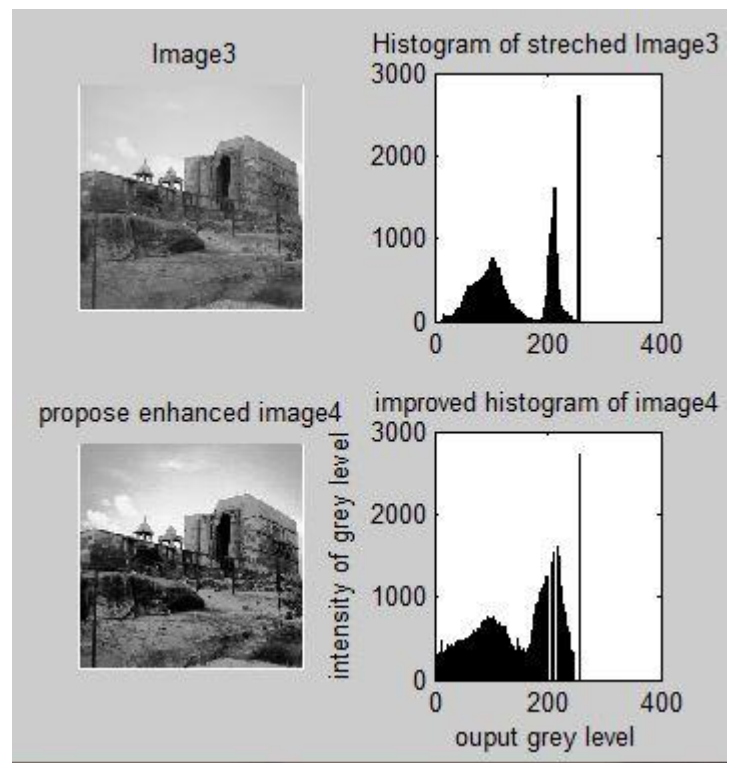 Image3
Histogram of streched Image3
3000
2000
1000
0
0 200 400
propose enhanced image4
improved histogram of image4
intensity of grey level
3000
2000
1000
0
0 200 400
ouput grey level